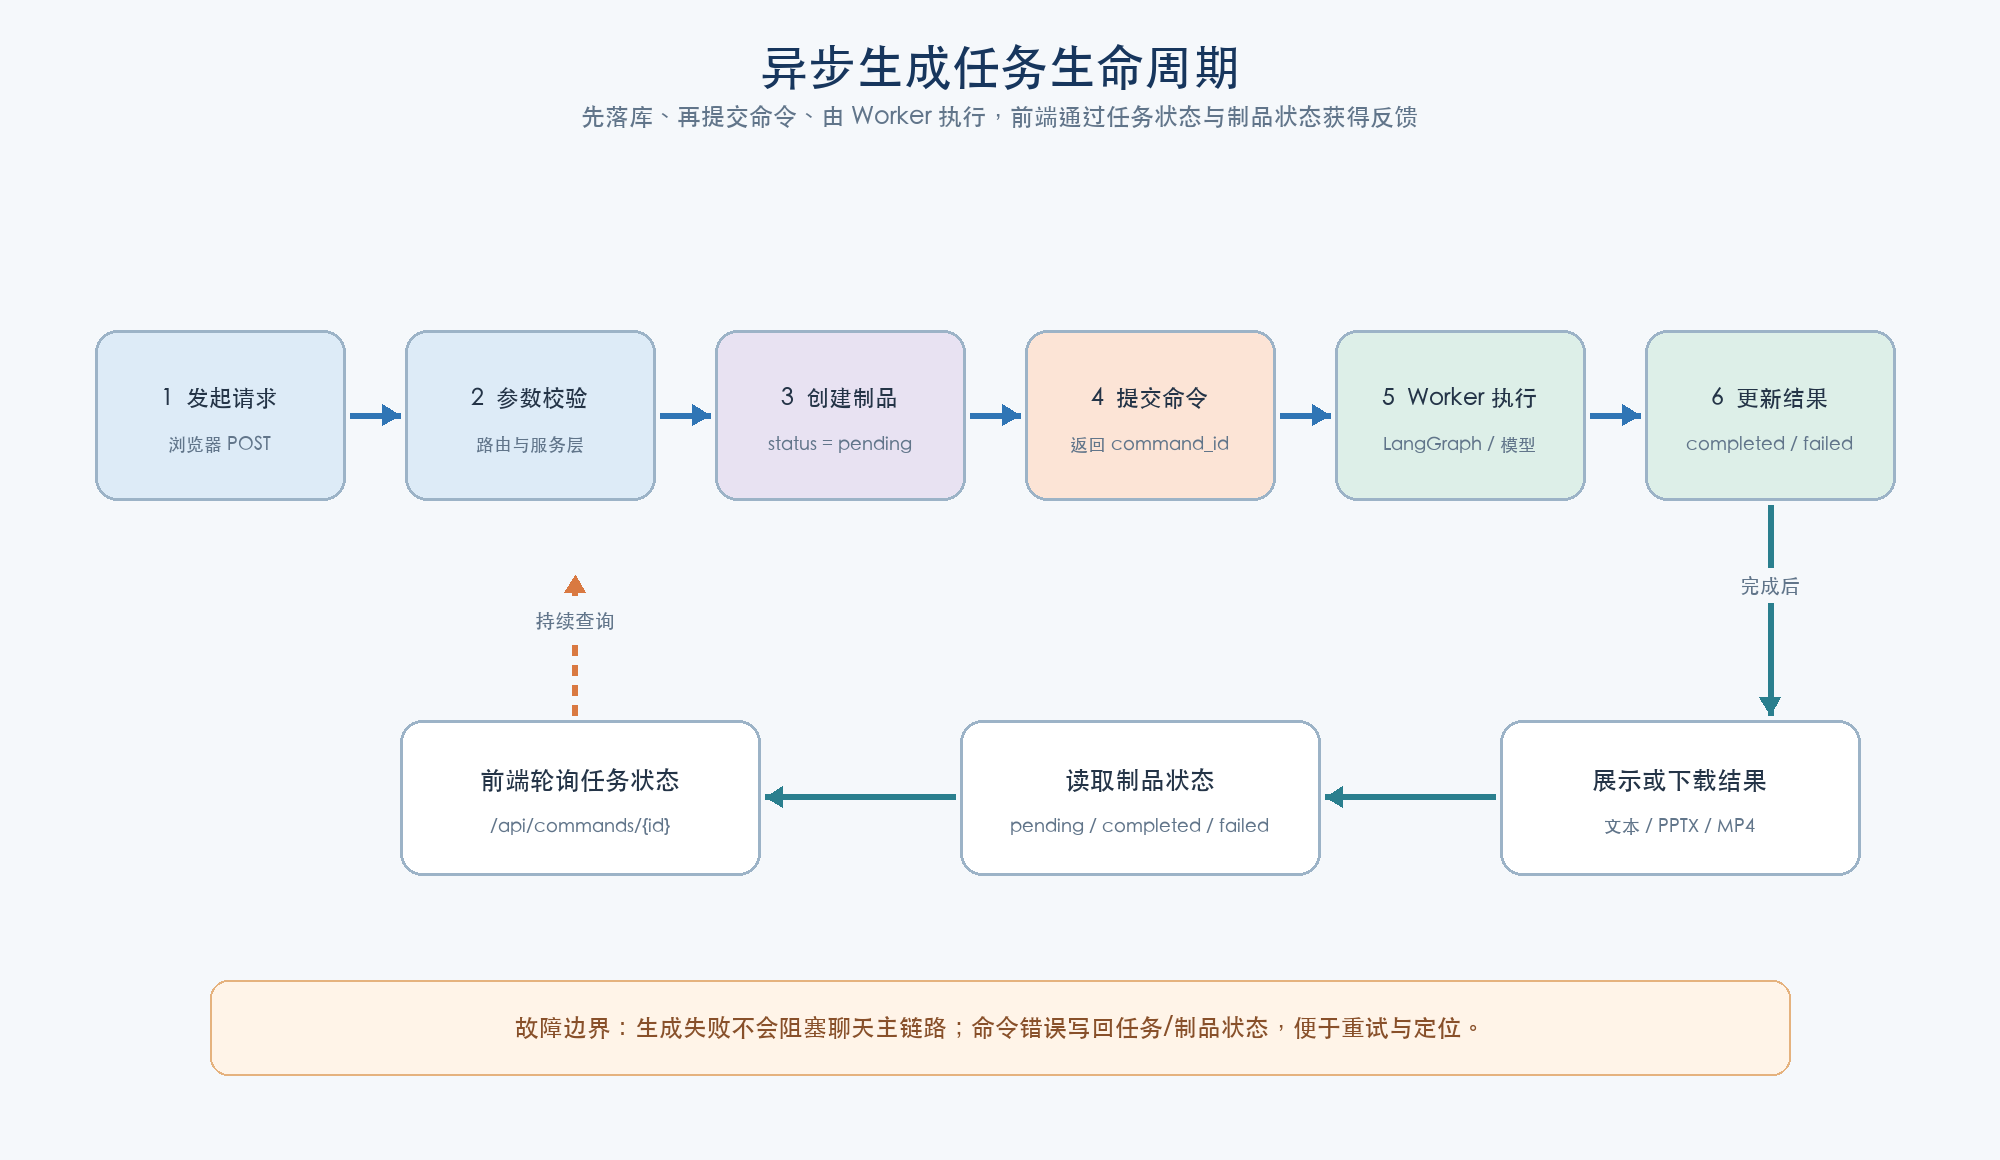 异步生成任务生命周期
先落库、再提交命令、由 Worker 执行，前端通过任务状态与制品状态获得反馈
1 发起请求
浏览器 POST
2 参数校验
路由与服务层
3 创建制品
status = pending
4 提交命令
返回 command_id
5 Worker 执行
LangGraph / 模型
6 更新结果
completed / failed
完成后
持续查询
前端轮询任务状态
/api/commands/{id}
读取制品状态
pending / completed / failed
展示或下载结果
文本 / PPTX / MP4
故障边界：生成失败不会阻塞聊天主链路；命令错误写回任务/制品状态，便于重试与定位。